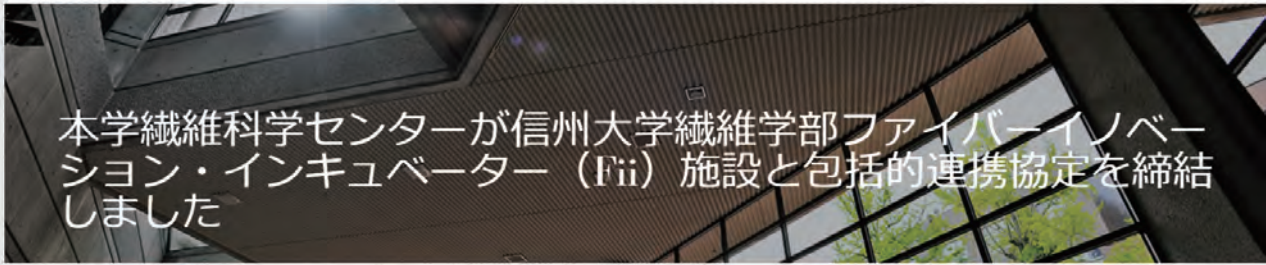 本学繊維科学センターが信州大学繊維学部ファイバーイノベー
ション・インキュベーター（Fii）施設と包括的連携協定を締結
しました